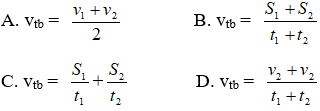 A. vtb = (v₁ + v₂)/2 B. vtb = (S₁ + S₂)/(t₁ + t₂)
C. vtb = S₁/t₁ + S₂/t₂ D. vtb = (v₂ + v₂)/(t₁ + t₂)